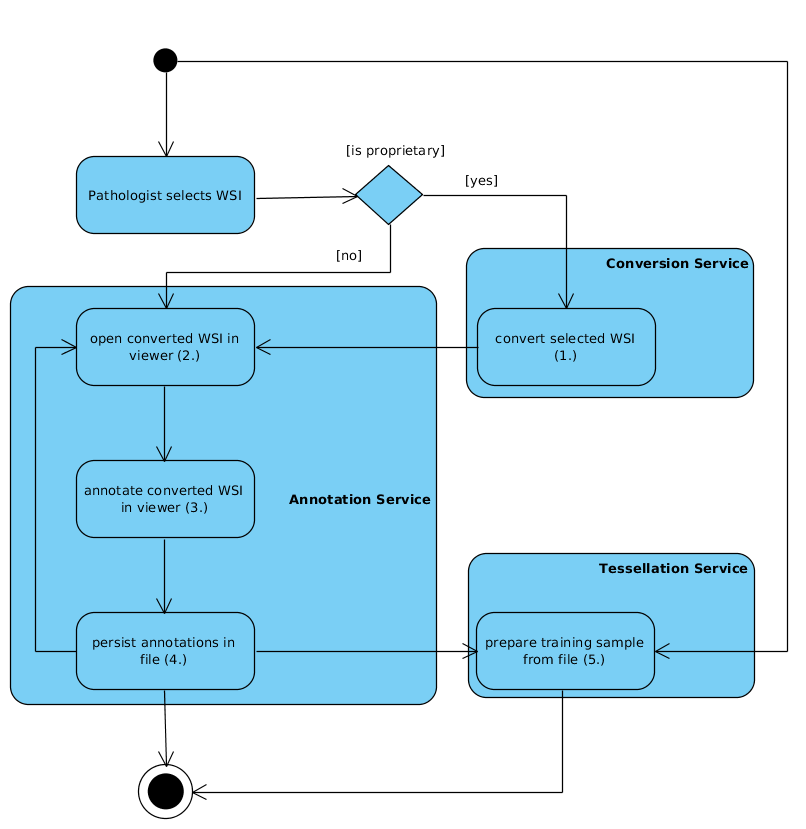 [is proprietary]
[yes]
Pathologist selects WSI
[no]
Conversion Service
open converted WSI in
viewer (2.)
convert selected WSI
(1.)
annotate converted WSI
in viewer (3.)
Annotation Service
Tessellation Service
persist annotations in
file (4.)
prepare training sample
from file (5.)